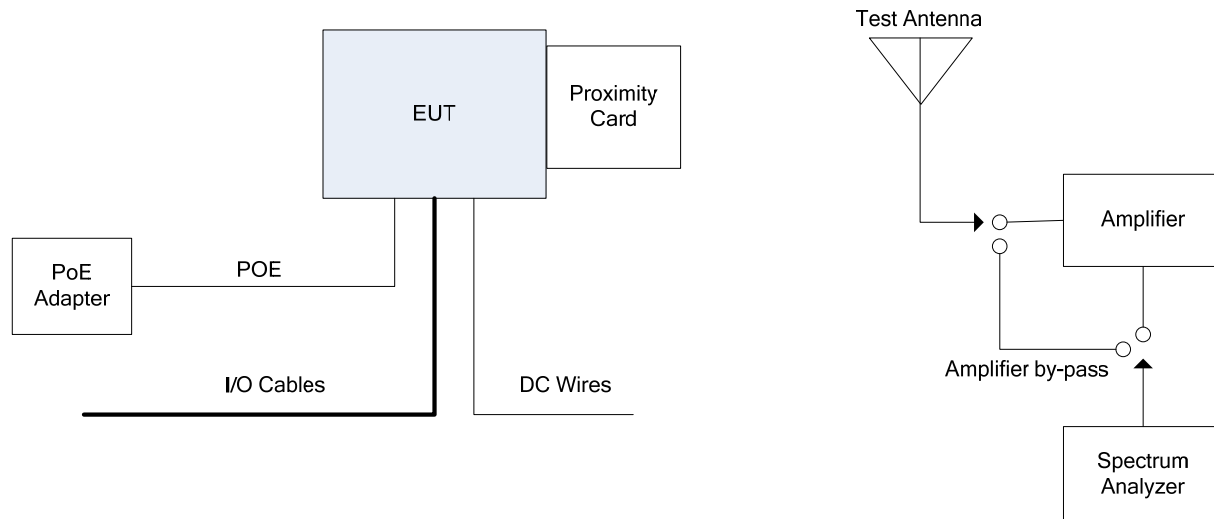 Test Antenna
EUT
Proximity
Card
Amplifier
PoE
Adapter
POE
I/O Cables
DC Wires
Amplifier by-pass
Spectrum
Analyzer